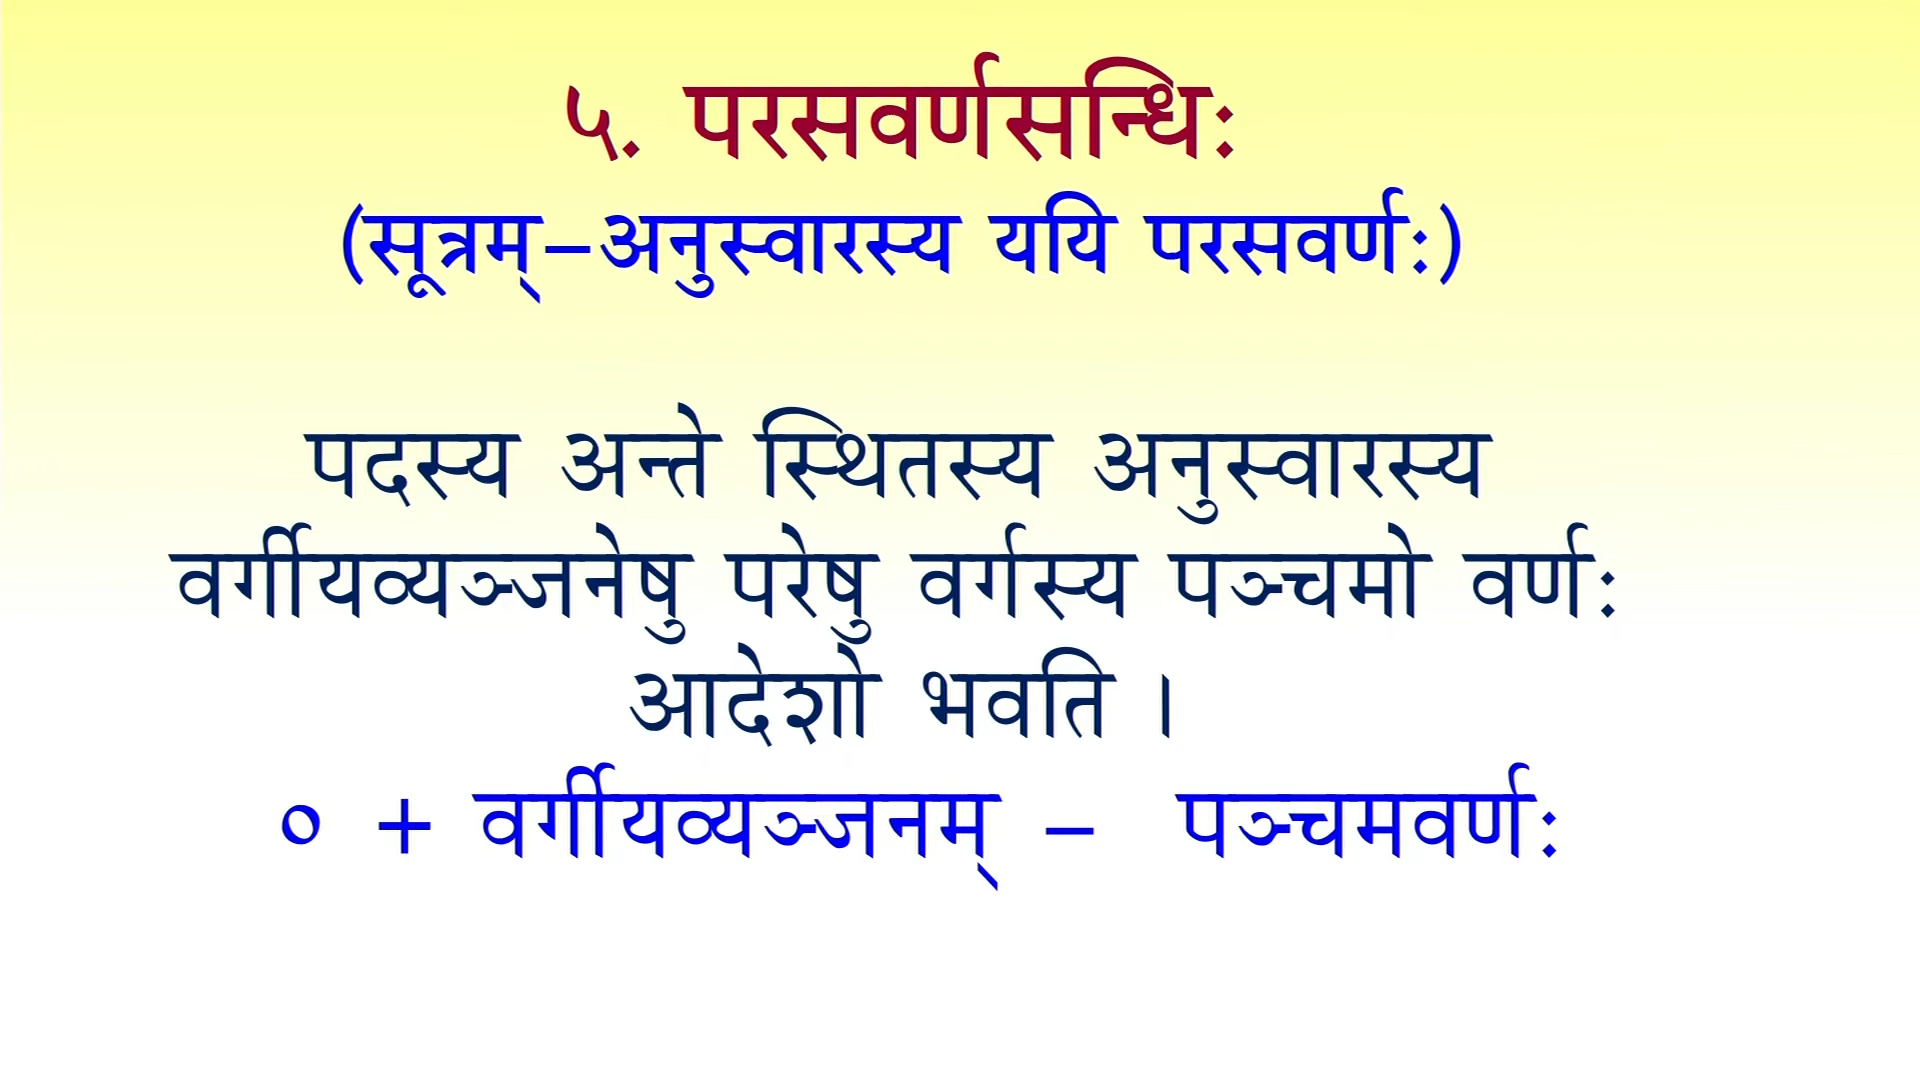 ५. परसवर्णसन्धिः
(सूत्रम्–अनुस्वारस्य ययि परसवर्णः)
पदस्य अन्ते स्थितस्य अनुस्वारस्य
वर्गीयव्यञ्जनेषु परेषु वर्गस्य पञ्चमो वर्णः
आदेशो भवति ।
० + वर्गीयव्यञ्जनम् – पञ्चमवर्णः